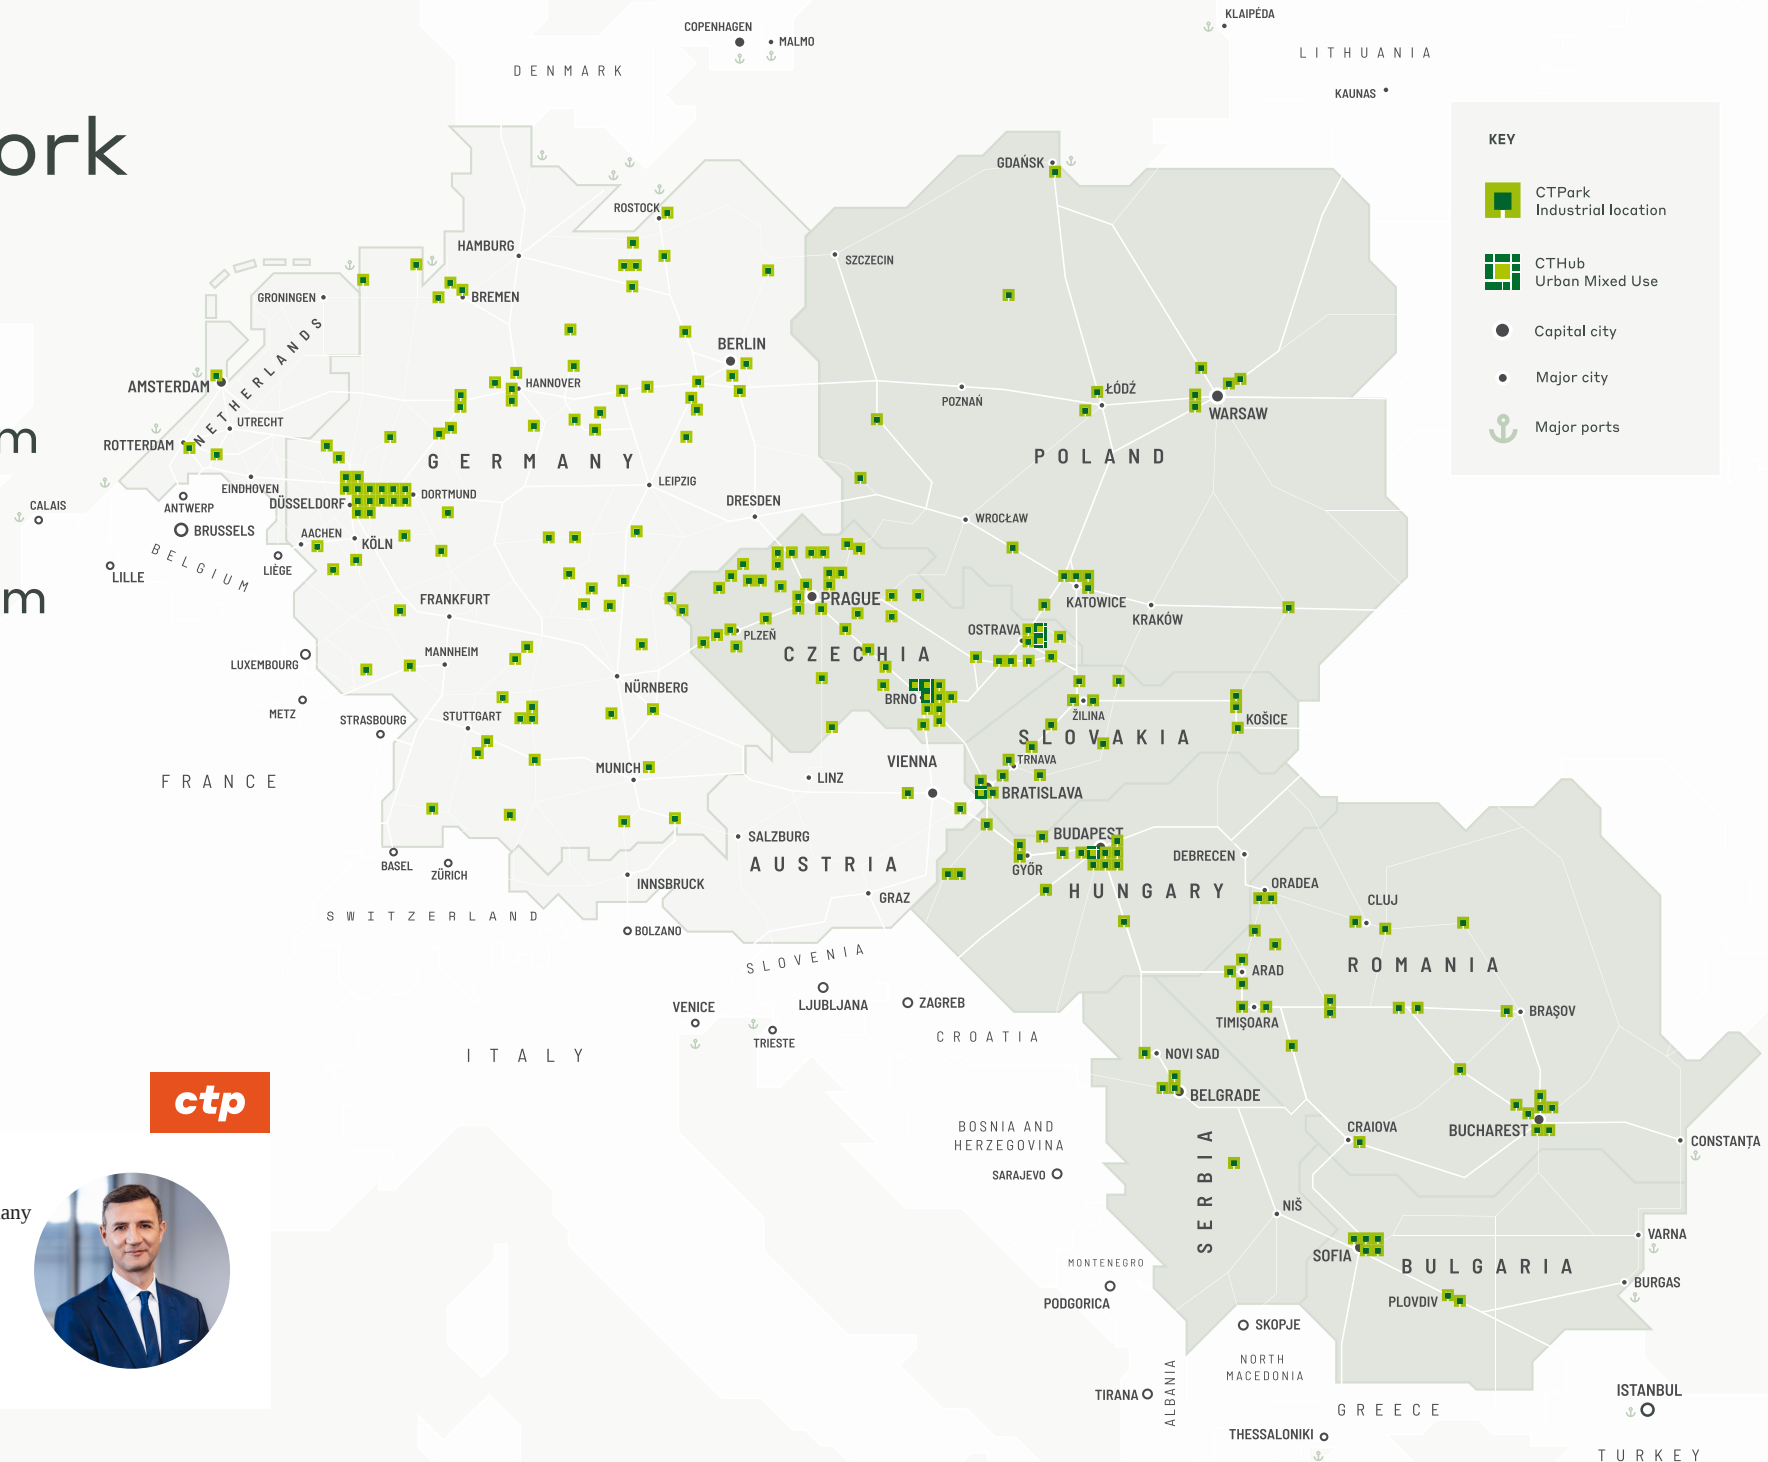 ork
m
m
ctp
any
KEY
CTPark
Industrial location
CTHub
Urban Mixed Use
Capital city
Major city
Major ports
COPENHAGEN
MALMO
DENMARK
KLAIPĖDA
LITHUANIA
KAUNAS
GDAŃSK
ROSTOCK
HAMBURG
SZCZECIN
GRONINGEN
BREMEN
BERLIN
AMSTERDAM
NETHERLANDS
HANNOVER
POZNAŃ
ŁÓDŹ
WARSAW
UTRECHT
ROTTERDAM
GERMANY
POLAND
EINDHOVEN
LEIPZIG
DORTMUND
DÜSSELDORF
DRESDEN
CALAIS
ANTWERP
BRUSSELS
AACHEN
KÖLN
WROCŁAW
BELGIUM
LIÈGE
LILLE
FRANKFURT
PRAGUE
KATOWICE
KRAKÓW
OSTRAVA
PLZEŇ
CZECHIA
LUXEMBOURG
MANNHEIM
NÜRNBERG
BRNO
METZ
STRASBOURG
STUTTGART
ŽILINA
KOŠICE
SLOVAKIA
FRANCE
MUNICH
LINZ
VIENNA
TRNAVA
BRATISLAVA
SALZBURG
BUDAPEST
BASEL
ZÜRICH
AUSTRIA
GYŐR
DEBRECEN
INNSBRUCK
GRAZ
HUNGARY
ORADEA
CLUJ
SWITZERLAND
BOLZANO
SLOVENIA
ROMANIA
ARAD
VENICE
LJUBLJANA
ZAGREB
TIMIȘOARA
BRAȘOV
TRIESTE
CROATIA
ITALY
NOVI SAD
BELGRADE
BOSNIA AND
HERZEGOVINA
CRAIOVA
BUCHAREST
CONSTANȚA
SARAJEVO
SERBIA
NIŠ
VARNA
SOFIA
BULGARIA
MONTENEGRO
BURGAS
PODGORICA
PLOVDIV
SKOPJE
NORTH
MACEDONIA
TIRANA
ALBANIA
GREECE
ISTANBUL
THESSALONIKI
TURKEY